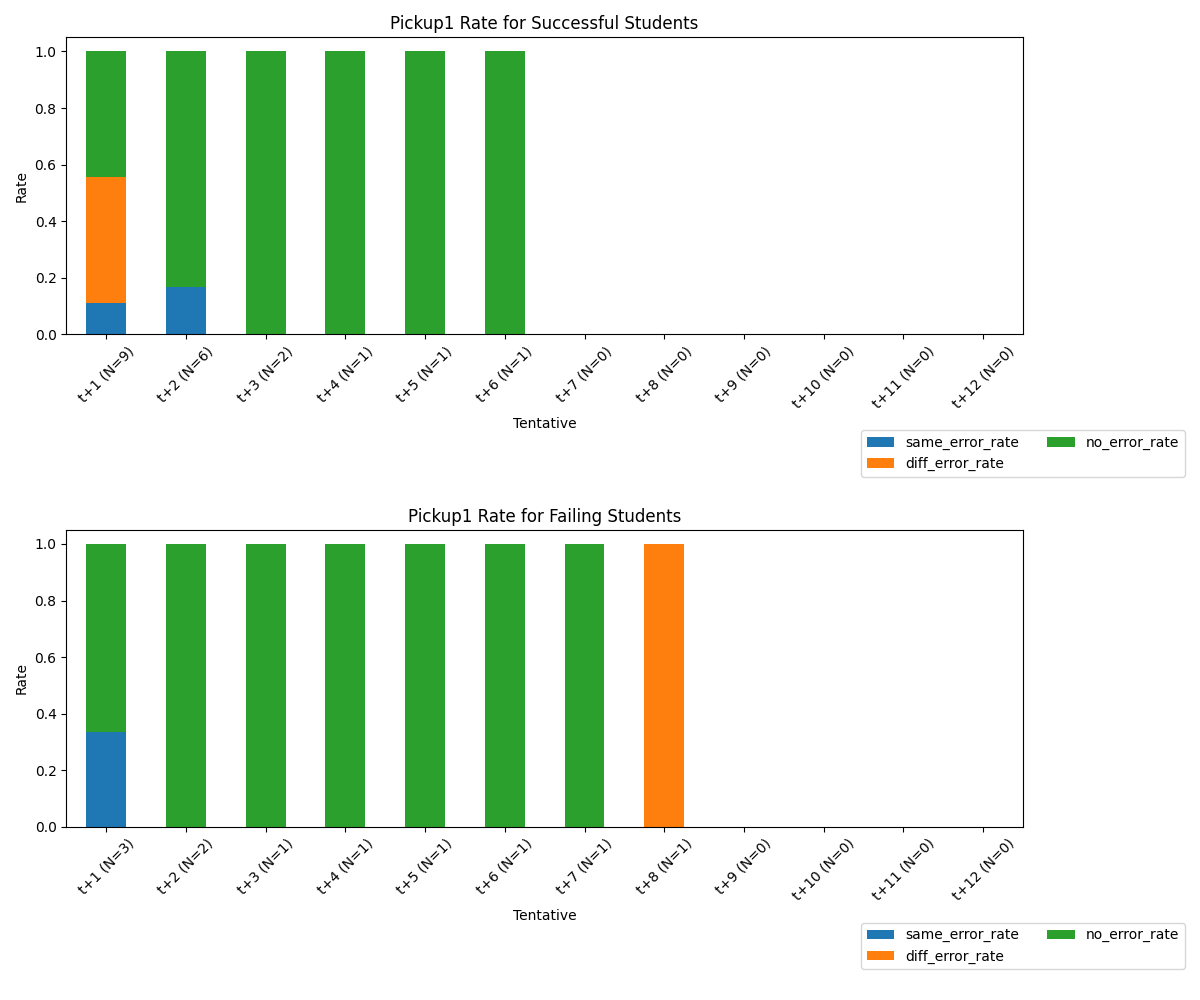 Pickup1 Rate for Successful Students
1.0
0.8
0.6
0.4
0.2
0.0
Rate
t+1 (N=9)
t+2 (N=6)
t+3 (N=2)
t+4 (N=1)
t+5 (N=1)
t+6 (N=1)
t+7 (N=0)
t+8 (N=0)
t+9 (N=0)
t+10 (N=0)
t+11 (N=0)
t+12 (N=0)
Tentative
same_error_rate
diff_error_rate
no_error_rate
Pickup1 Rate for Failing Students
1.0
0.8
0.6
0.4
0.2
0.0
Rate
t+1 (N=3)
t+2 (N=2)
t+3 (N=1)
t+4 (N=1)
t+5 (N=1)
t+6 (N=1)
t+7 (N=1)
t+8 (N=1)
t+9 (N=0)
t+10 (N=0)
t+11 (N=0)
t+12 (N=0)
Tentative
same_error_rate
diff_error_rate
no_error_rate